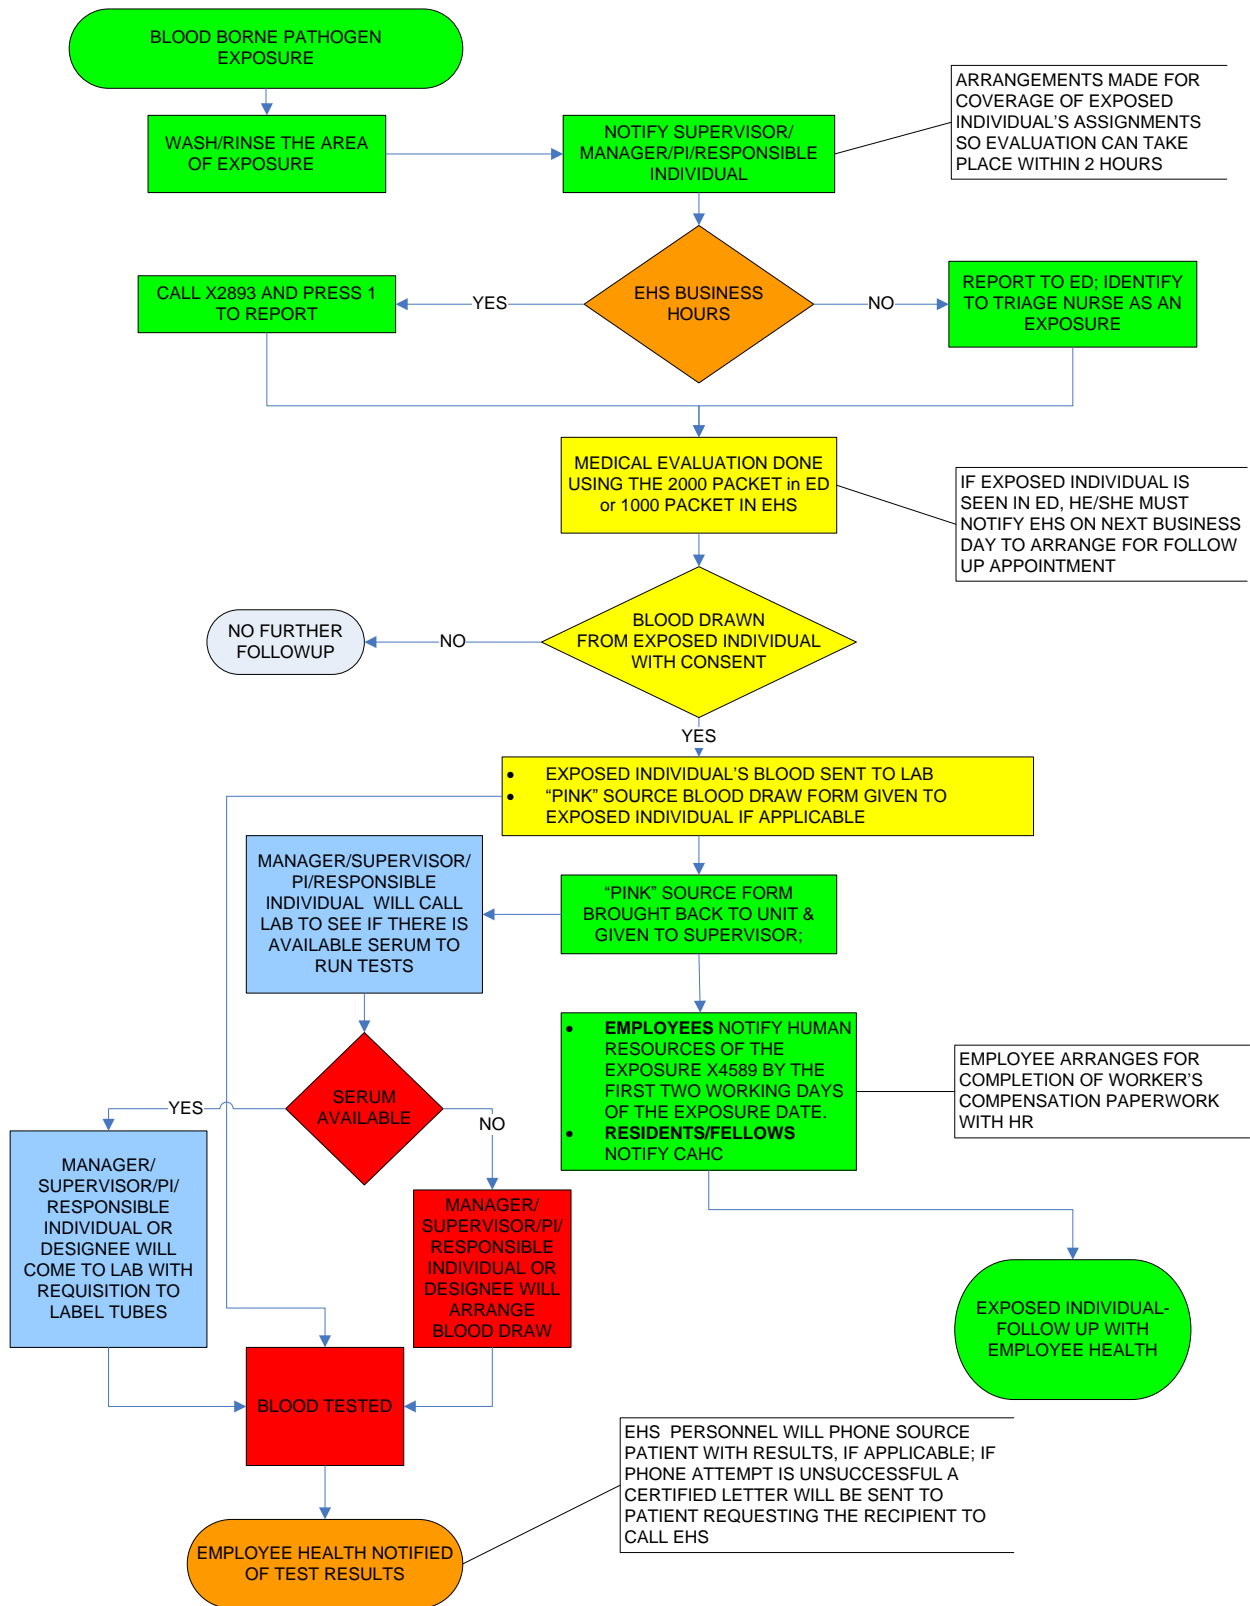 BLOOD BORNE PATHOGEN
EXPOSURE
ARRANGEMENTS MADE FOR
COVERAGE OF EXPOSED
INDIVIDUAL'S ASSIGNMENTS
SO EVALUATION CAN TAKE
PLACE WITHIN 2 HOURS
WASH/RINSE THE AREA
OF EXPOSURE
NOTIFY SUPERVISOR/
MANAGER/PI/RESPONSIBLE
INDIVIDUAL
CALL X2893 AND PRESS 1
TO REPORT
YES
EHS BUSINESS
HOURS
NO
REPORT TO ED; IDENTIFY
TO TRIAGE NURSE AS AN
EXPOSURE
MEDICAL EVALUATION DONE
USING THE 2000 PACKET in ED
or 1000 PACKET IN EHS
IF EXPOSED INDIVIDUAL IS
SEEN IN ED, HE/SHE MUST
NOTIFY EHS ON NEXT BUSINESS
DAY TO ARRANGE FOR FOLLOW
UP APPOINTMENT
NO FURTHER
FOLLOWUP
NO
BLOOD DRAWN
FROM EXPOSED INDIVIDUAL
WITH CONSENT
YES
• EXPOSED INDIVIDUAL'S BLOOD SENT TO LAB
• “PINK” SOURCE BLOOD DRAW FORM GIVEN TO
EXPOSED INDIVIDUAL IF APPLICABLE
MANAGER/SUPERVISOR/
PI/RESPONSIBLE
INDIVIDUAL WILL CALL
LAB TO SEE IF THERE IS
AVAILABLE SERUM TO
RUN TESTS
“PINK” SOURCE FORM
BROUGHT BACK TO UNIT &
GIVEN TO SUPERVISOR;
• EMPLOYEES NOTIFY HUMAN
RESOURCES OF THE
EXPOSURE X4589 BY THE
FIRST TWO WORKING DAYS
OF THE EXPOSURE DATE.
• RESIDENTS/FELLOWS
NOTIFY CAHC
EMPLOYEE ARRANGES FOR
COMPLETION OF WORKER'S
COMPENSATION PAPERWORK
WITH HR
SERUM
AVAILABLE
YES
NO
MANAGER/
SUPERVISOR/PI/
RESPONSIBLE
INDIVIDUAL OR
DESIGNEE WILL
COME TO LAB WITH
REQUISITION TO
LABEL TUBES
MANAGER/
SUPERVISOR/PI/
RESPONSIBLE
INDIVIDUAL OR
DESIGNEE WILL
ARRANGE
BLOOD DRAW
EXPOSED INDIVIDUAL-
FOLLOW UP WITH
EMPLOYEE HEALTH
BLOOD TESTED
EHS PERSONNEL WILL PHONE SOURCE
PATIENT WITH RESULTS, IF APPLICABLE; IF
PHONE ATTEMPT IS UNSUCCESSFUL A
CERTIFIED LETTER WILL BE SENT TO
PATIENT REQUESTING THE RECIPIENT TO
CALL EHS
EMPLOYEE HEALTH NOTIFIED
OF TEST RESULTS